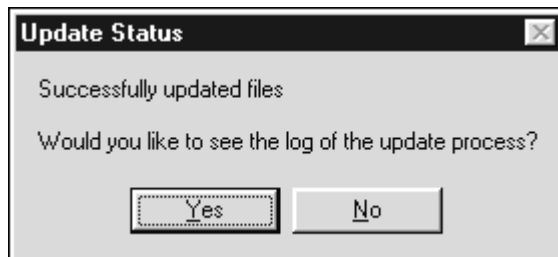 Update Status
Successfully updated files
Would you like to see the log of the update process?
Yes
No